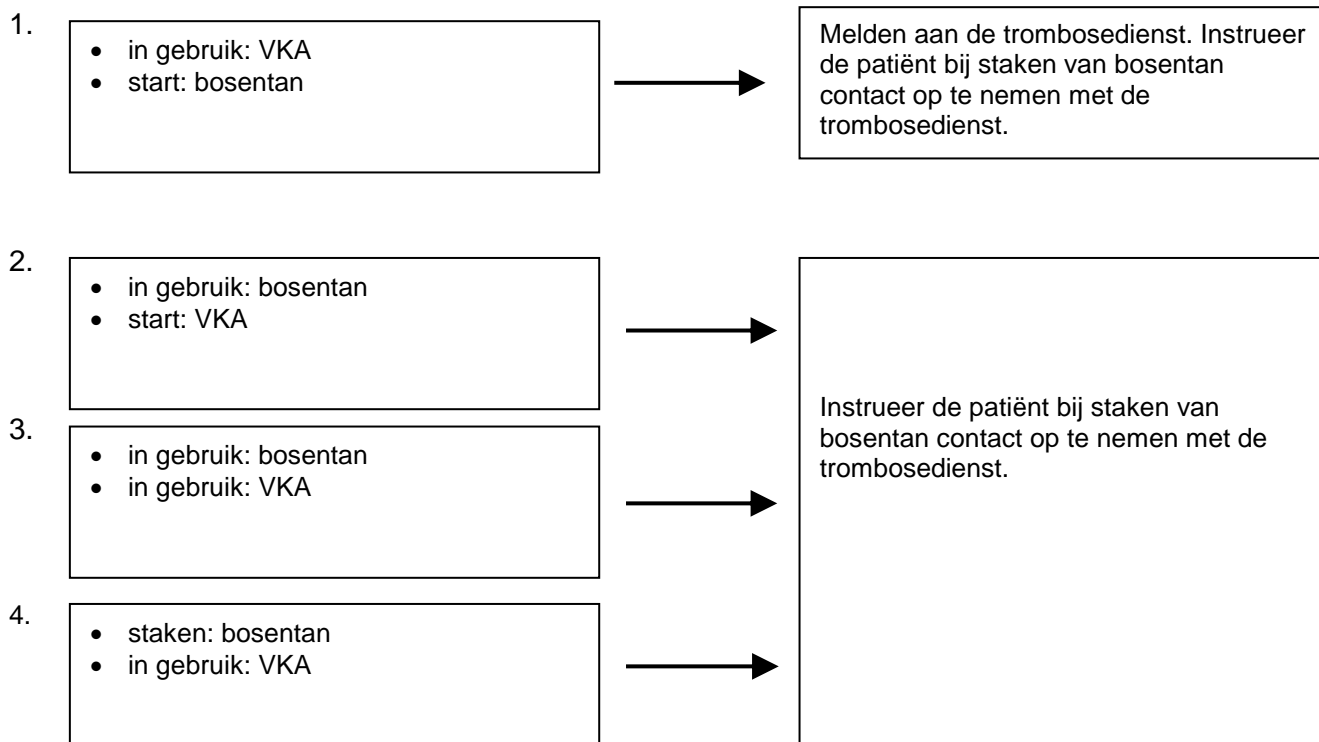 1.
• in gebruik: VKA
• start: bosentan
Melden aan de trombosedienst. Instrueer
de patiënt bij staken van bosentan
contact op te nemen met de
trombosedienst.
2.
• in gebruik: bosentan
• start: VKA
3.
• in gebruik: bosentan
• in gebruik: VKA
Instrueer de patiënt bij staken van
bosentan contact op te nemen met de
trombosedienst.
4.
• staken: bosentan
• in gebruik: VKA